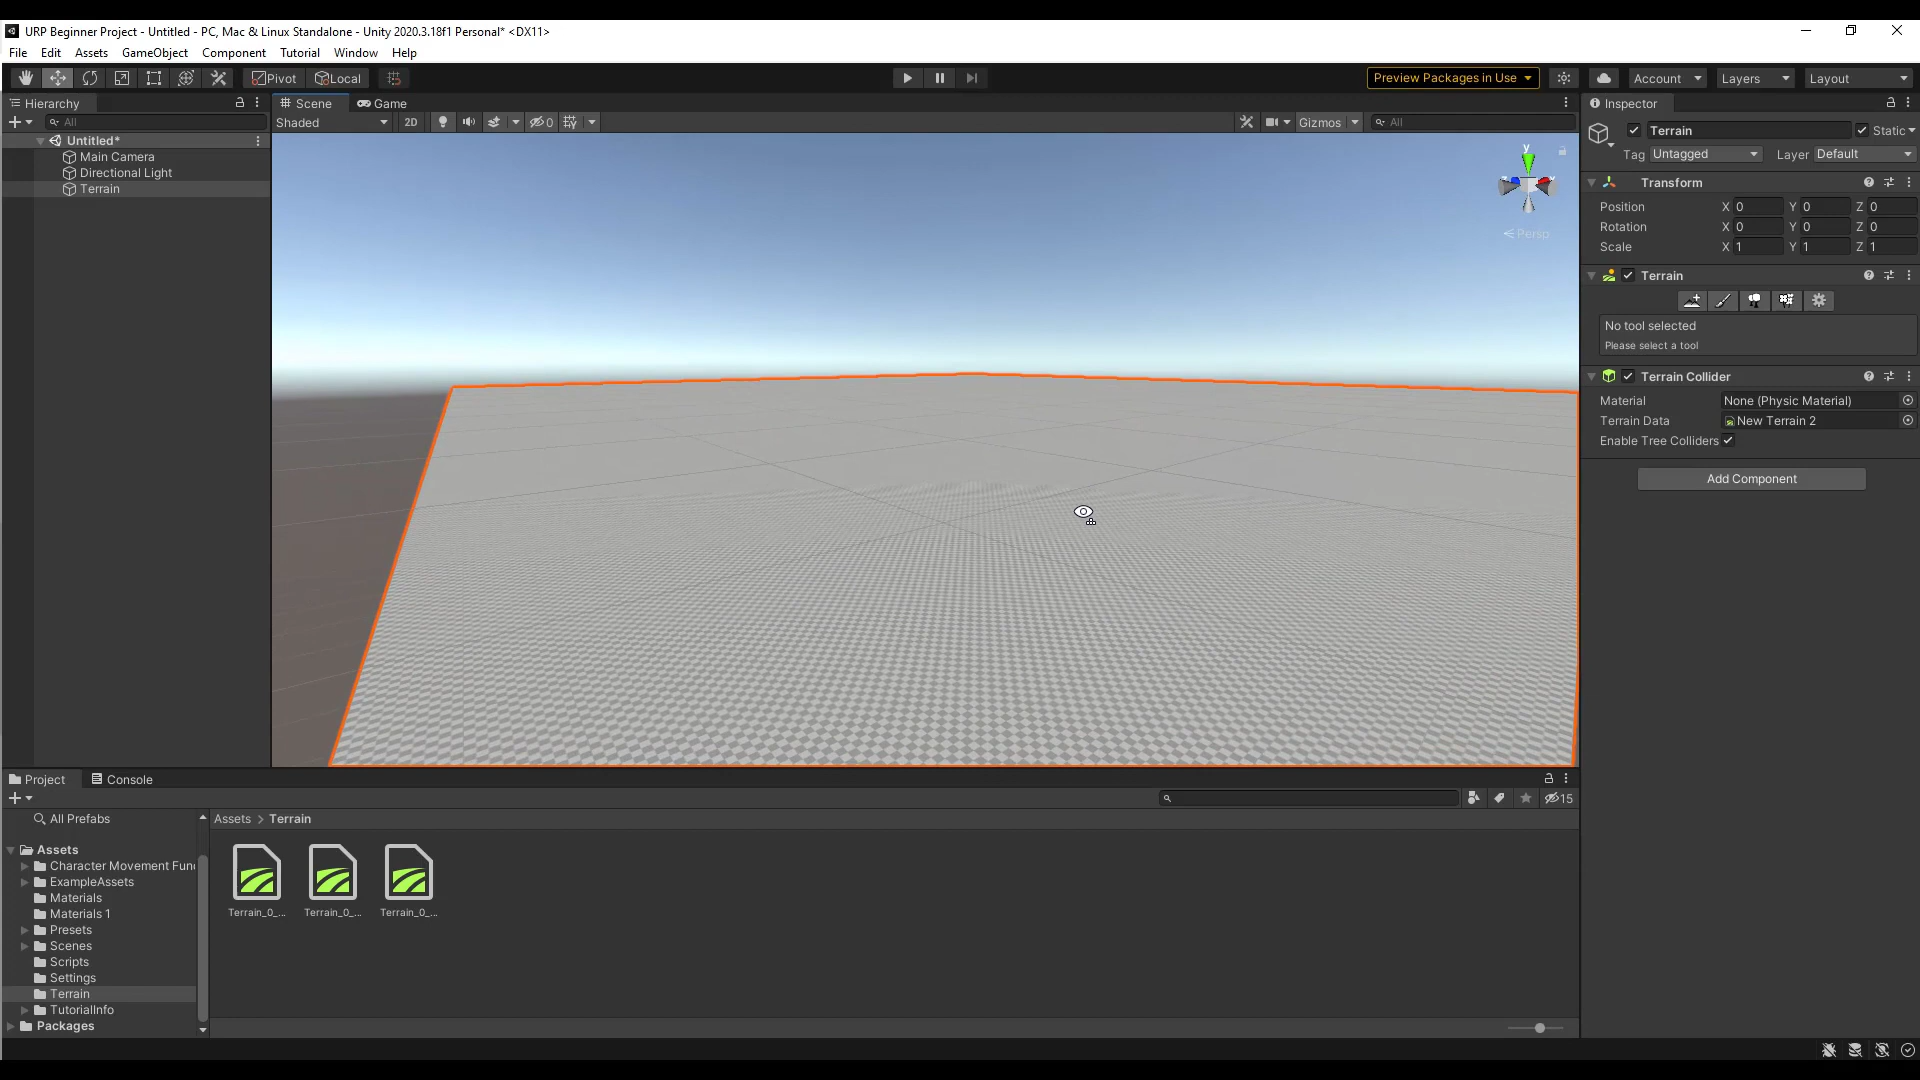 URP Beginner Project - Untitled - PC, Mac & Linux Standalone - Unity 2020.3.18f1 Personal* <DX11>
File Edit Assets GameObject Component Tutorial Window Help
Pivot Local Preview Packages in Use Account Layers Layout
Hierarchy
All
Untitled*
Main Camera
Directional Light
Terrain
Scene Game
Shaded 2D 0 Gizmos All
y
Persp
Inspector
Terrain Static
Tag Untagged Layer Default
Transform
Position X 0 Y 0 Z 0
Rotation X 0 Y 0 Z 0
Scale X 1 Y 1 Z 1
Terrain
No tool selected
Please select a tool
Terrain Collider
Material None (Physic Material)
Terrain Data New Terrain 2
Enable Tree Colliders
Add Component
Project Console
15
All Prefabs
Assets
Character Movement Fun
ExampleAssets
Materials
Materials 1
Presets
Scenes
Scripts
Settings
Terrain
TutorialInfo
Packages
Assets > Terrain
Terrain_0_... Terrain_0_... Terrain_0_...